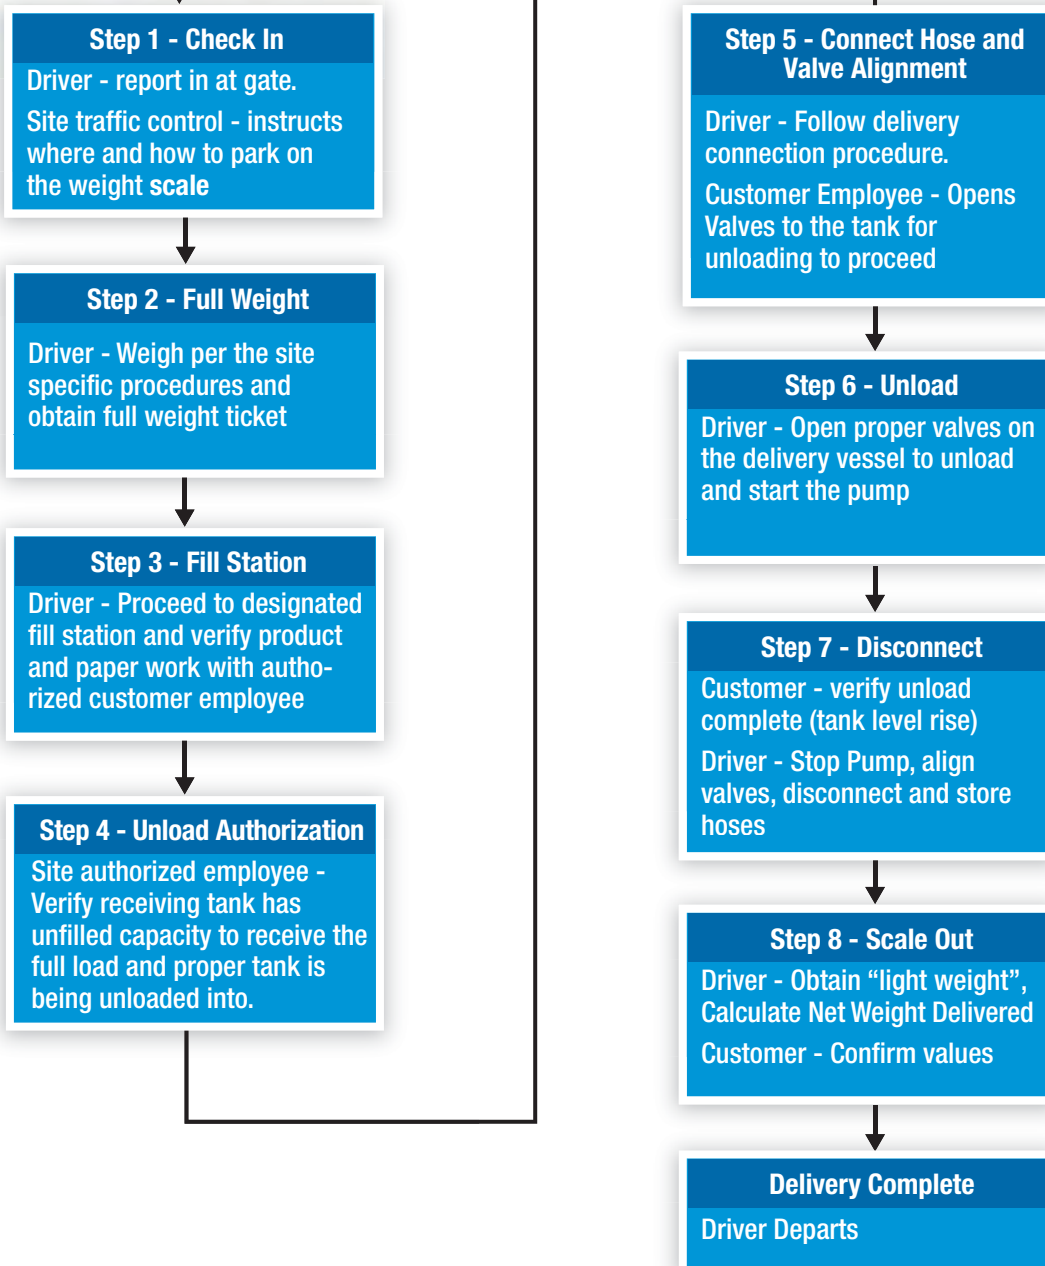 Step 1 - Check In
Driver - report in at gate.
Site traffic control - instructs
where and how to park on
the weight scale
Step 2 - Full Weight
Driver - Weigh per the site
specific procedures and
obtain full weight ticket
Step 3 - Fill Station
Driver - Proceed to designated
fill station and verify product
and paper work with autho-
rized customer employee
Step 4 - Unload Authorization
Site authorized employee -
Verify receiving tank has
unfilled capacity to receive the
full load and proper tank is
being unloaded into.
Step 5 - Connect Hose and
Valve Alignment
Driver - Follow delivery
connection procedure.
Customer Employee - Opens
Valves to the tank for
unloading to proceed
Step 6 - Unload
Driver - Open proper valves on
the delivery vessel to unload
and start the pump
Step 7 - Disconnect
Customer - verify unload
complete (tank level rise)
Driver - Stop Pump, align
valves, disconnect and store
hoses
Step 8 - Scale Out
Driver - Obtain “light weight”,
Calculate Net Weight Delivered
Customer - Confirm values
Delivery Complete
Driver Departs